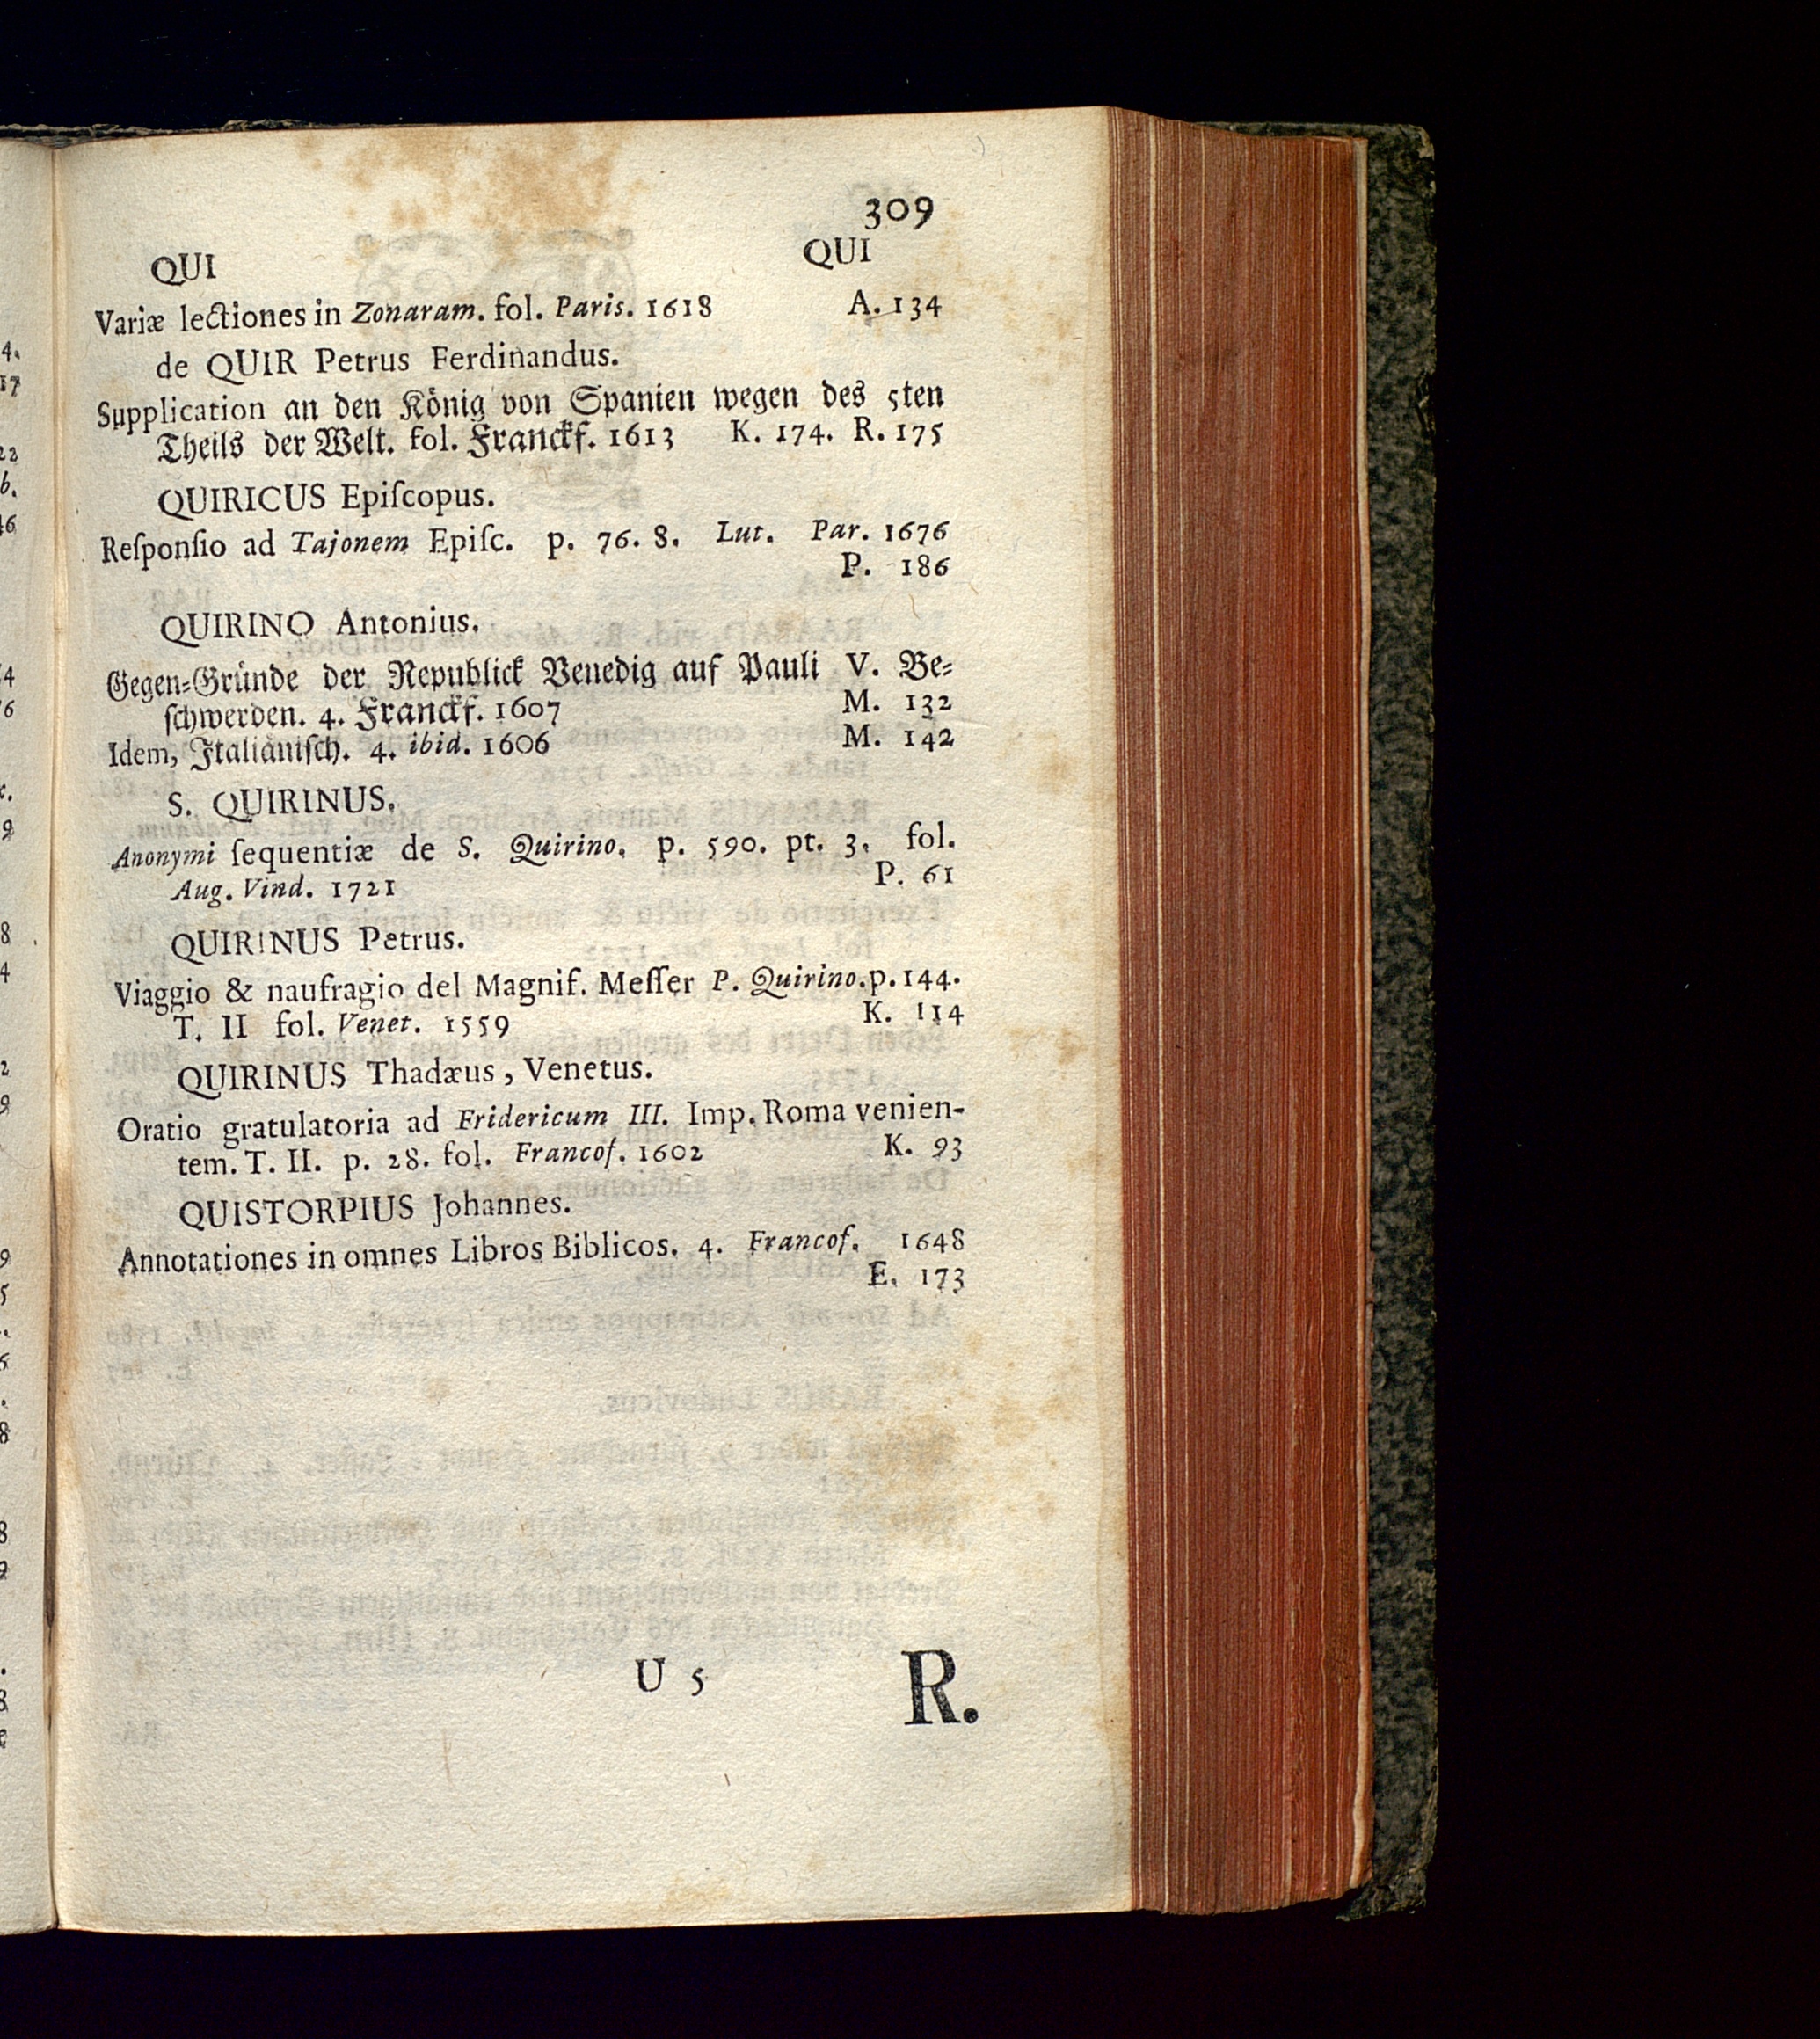 309
QUI QUI
Variæ lectiones in Zonaram. fol. Paris. 1618 A. 134
de QUIR Petrus Ferdinandus.
Supplication an den König von Spanien wegen des 5ten
Theils der Welt. fol. Franckf. 1613 K. 174. R. 175
QUIRICUS Epiſcopus.
Reſponſio ad Tajonem Epiſc. p. 76. 8. Lut. Par. 1676
P. 186
QUIRINO Antonius.
Gegen-Gründe der Republick Venedig auf Pauli V. Be-
ſchwerden. 4. Franckf. 1607 M. 132
Idem, Italiäniſch. 4. ibid. 1606 M. 142
S. QUIRINUS.
Anonymi ſequentiæ de S. Quirino. p. 590. pt. 3. fol.
Aug. Vind. 1721 P. 61
QUIRINUS Petrus.
Viaggio & naufragio del Magnif. Meſſer P. Quirino. p. 144.
T. II fol. Venet. 1559 K. 114
QUIRINUS Thadæus, Venetus.
Oratio gratulatoria ad Fridericum III. Imp. Roma venien-
tem. T. II. p. 28. fol. Francof. 1602 K. 93
QUISTORPIUS Johannes.
Annotationes in omnes Libros Biblicos. 4. Francof. 1648
E. 173
U 5 R.